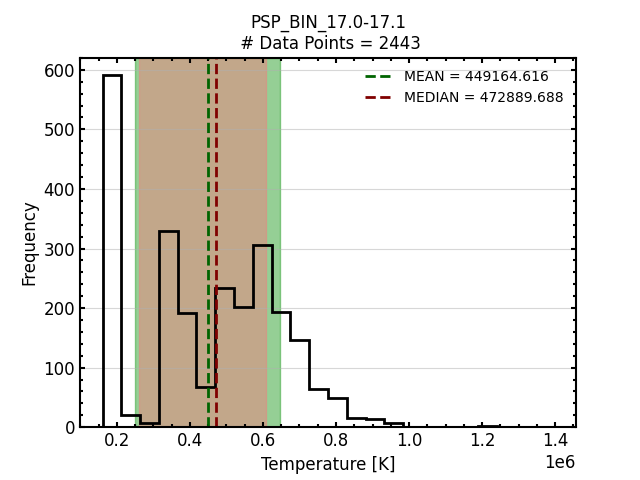 PSP_BIN_17.0-17.1
# Data Points = 2443
MEAN = 449164.616
MEDIAN = 472889.688
Frequency
600
500
400
300
200
100
0
0.2 0.4 0.6 0.8 1.0 1.2 1.4
1e6
Temperature [K]